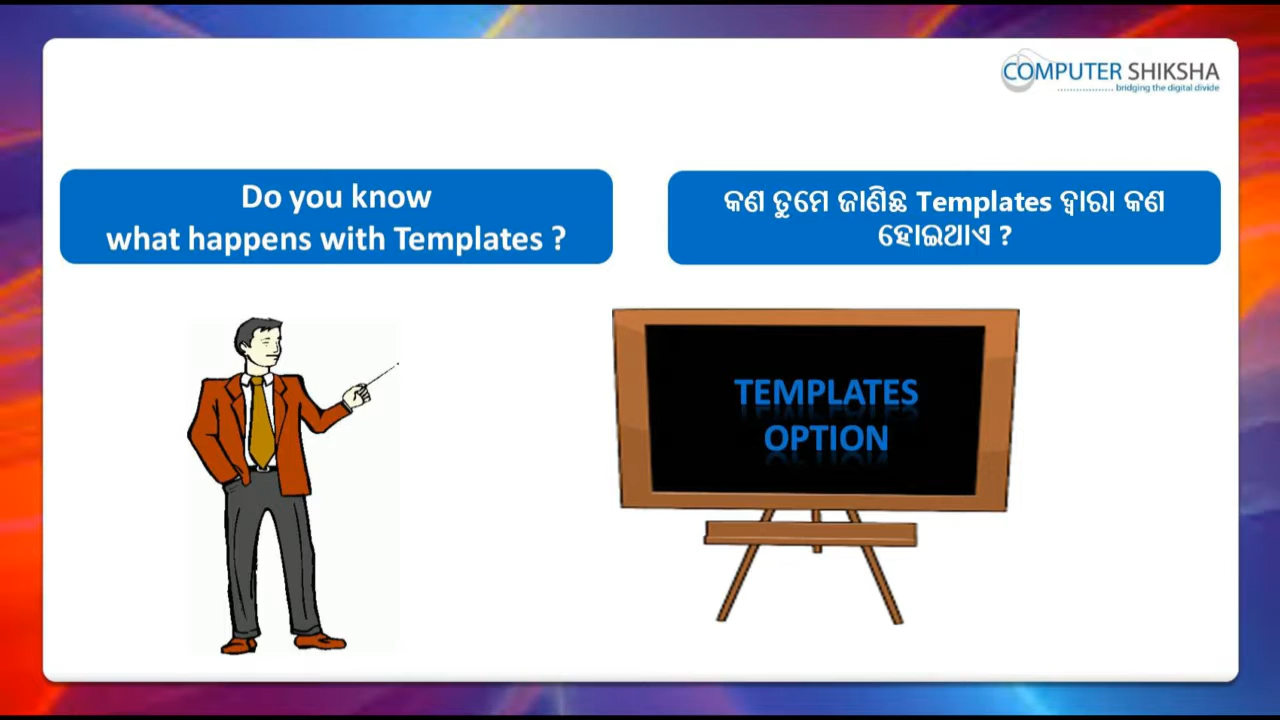 COMPUTER SHIKSHA
bridging the digital divide
Do you know
what happens with Templates ?
କଣ ତୁମେ ଜାଣିଛ Templates ଦ୍ୱାରା କଣ
ହୋଇଥାଏ ?
TEMPLATES
OPTION